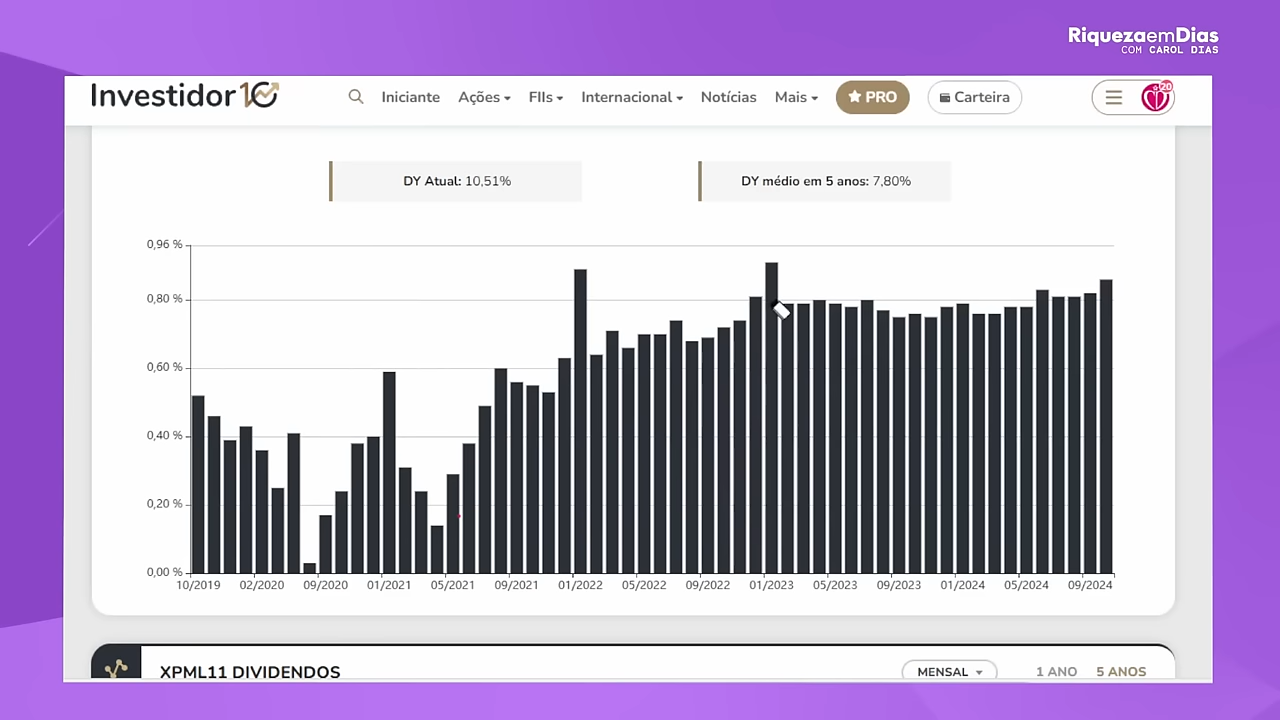 RiquezaemDias
COM CAROL DIAS
Investidor10
Iniciante Ações FIIs Internacional Notícias Mais PRO Carteira
20
DY Atual: 10,51%
DY médio em 5 anos: 7,80%
0,96 %
0,80 %
0,60 %
0,40 %
0,20 %
0,00 %
10/2019 02/2020 09/2020 01/2021 05/2021 09/2021 01/2022 05/2022 09/2022 01/2023 05/2023 09/2023 01/2024 05/2024 09/2024
XPML11 DIVIDENDOS
MENSAL 1 ANO 5 ANOS